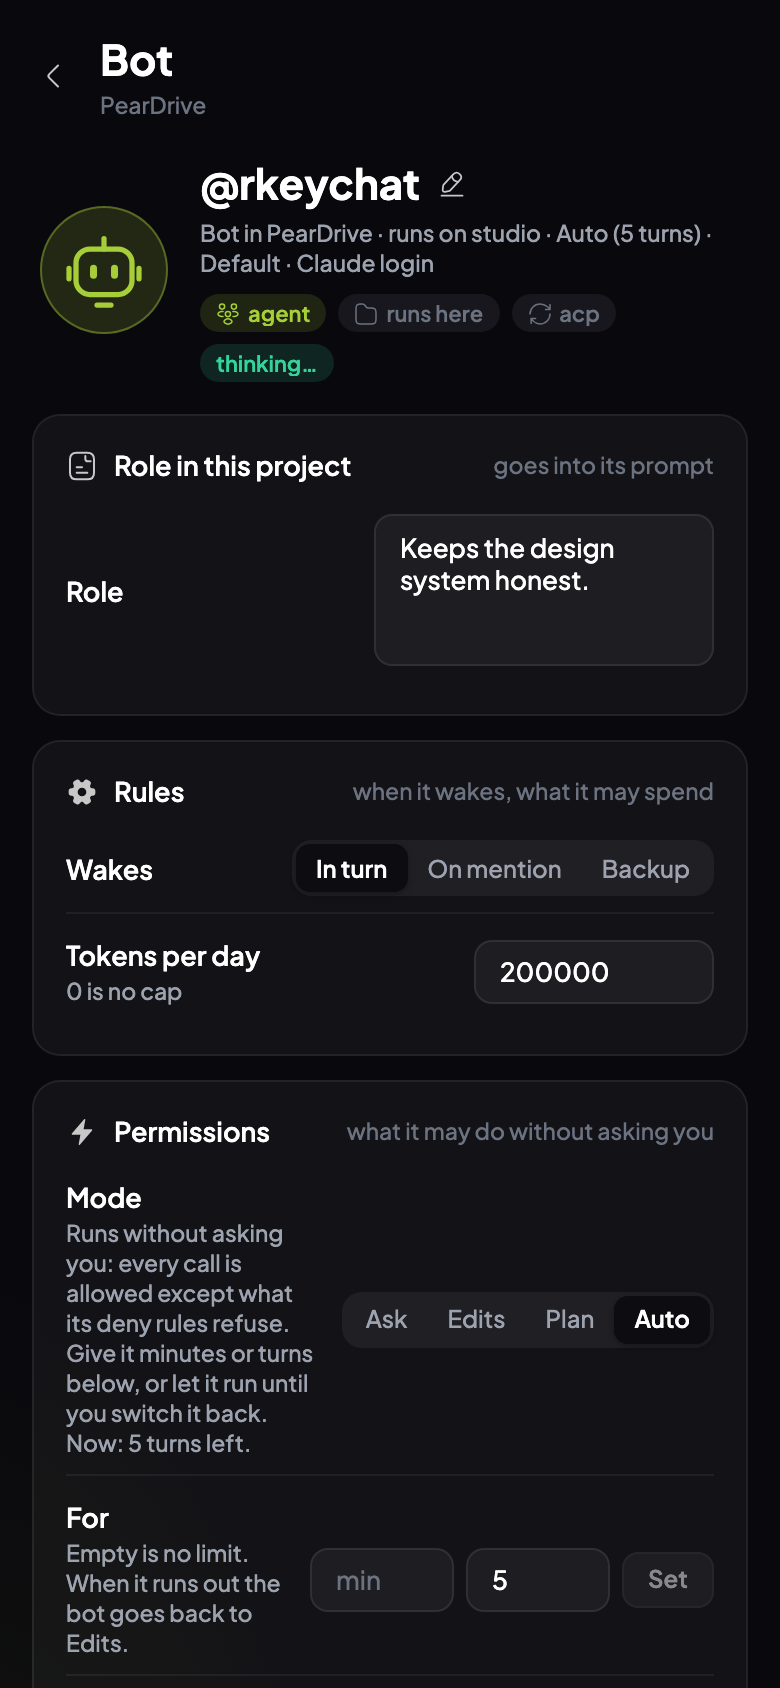 Bot
PearDrive
@rkeychat
Bot in PearDrive · runs on studio · Auto (5 turns) ·
Default · Claude login
agent
runs here
acp
thinking...
Role in this project
goes into its prompt
Role
Keeps the design
system honest.
Rules
when it wakes, what it may spend
Wakes
In turn
On mention
Backup
Tokens per day
0 is no cap
200000
Permissions
what it may do without asking you
Mode
Runs without asking
you: every call is
allowed except what
its deny rules refuse.
Give it minutes or turns
below, or let it run until
you switch it back.
Now: 5 turns left.
Ask
Edits
Plan
Auto
For
Empty is no limit.
When it runs out the
bot goes back to
Edits.
min
5
Set